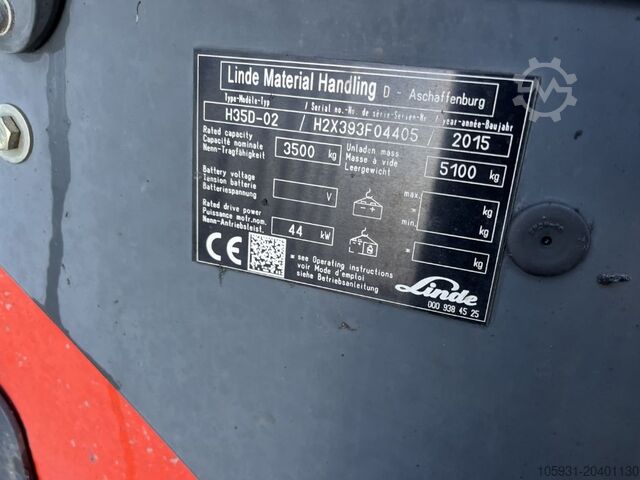 Linde Material Handling D - Aschaffenburg
Type-Modèle-Typ / Serial no.-No. de série-Serien-Nr. / year-année-Baujahr
H35D-02 / H2X393F04405 / 2015
Rated capacity
Capacité nominale
Nenn-Tragfähigkeit
3500 kg
Unladen mass
Masse à vide
Leergewicht
5100 kg
Battery voltage
Tension batterie
Batteriespannung
V
max.
= kg
min.
kg
Rated drive power
Puissance motr.nom.
Nenn-Antriebsleist.
44 kW
= kg
CE
see Operating instructions
voir Mode d'emploi
siehe Betriebsanleitung
Linde
000 938 45 25
105931-20401130